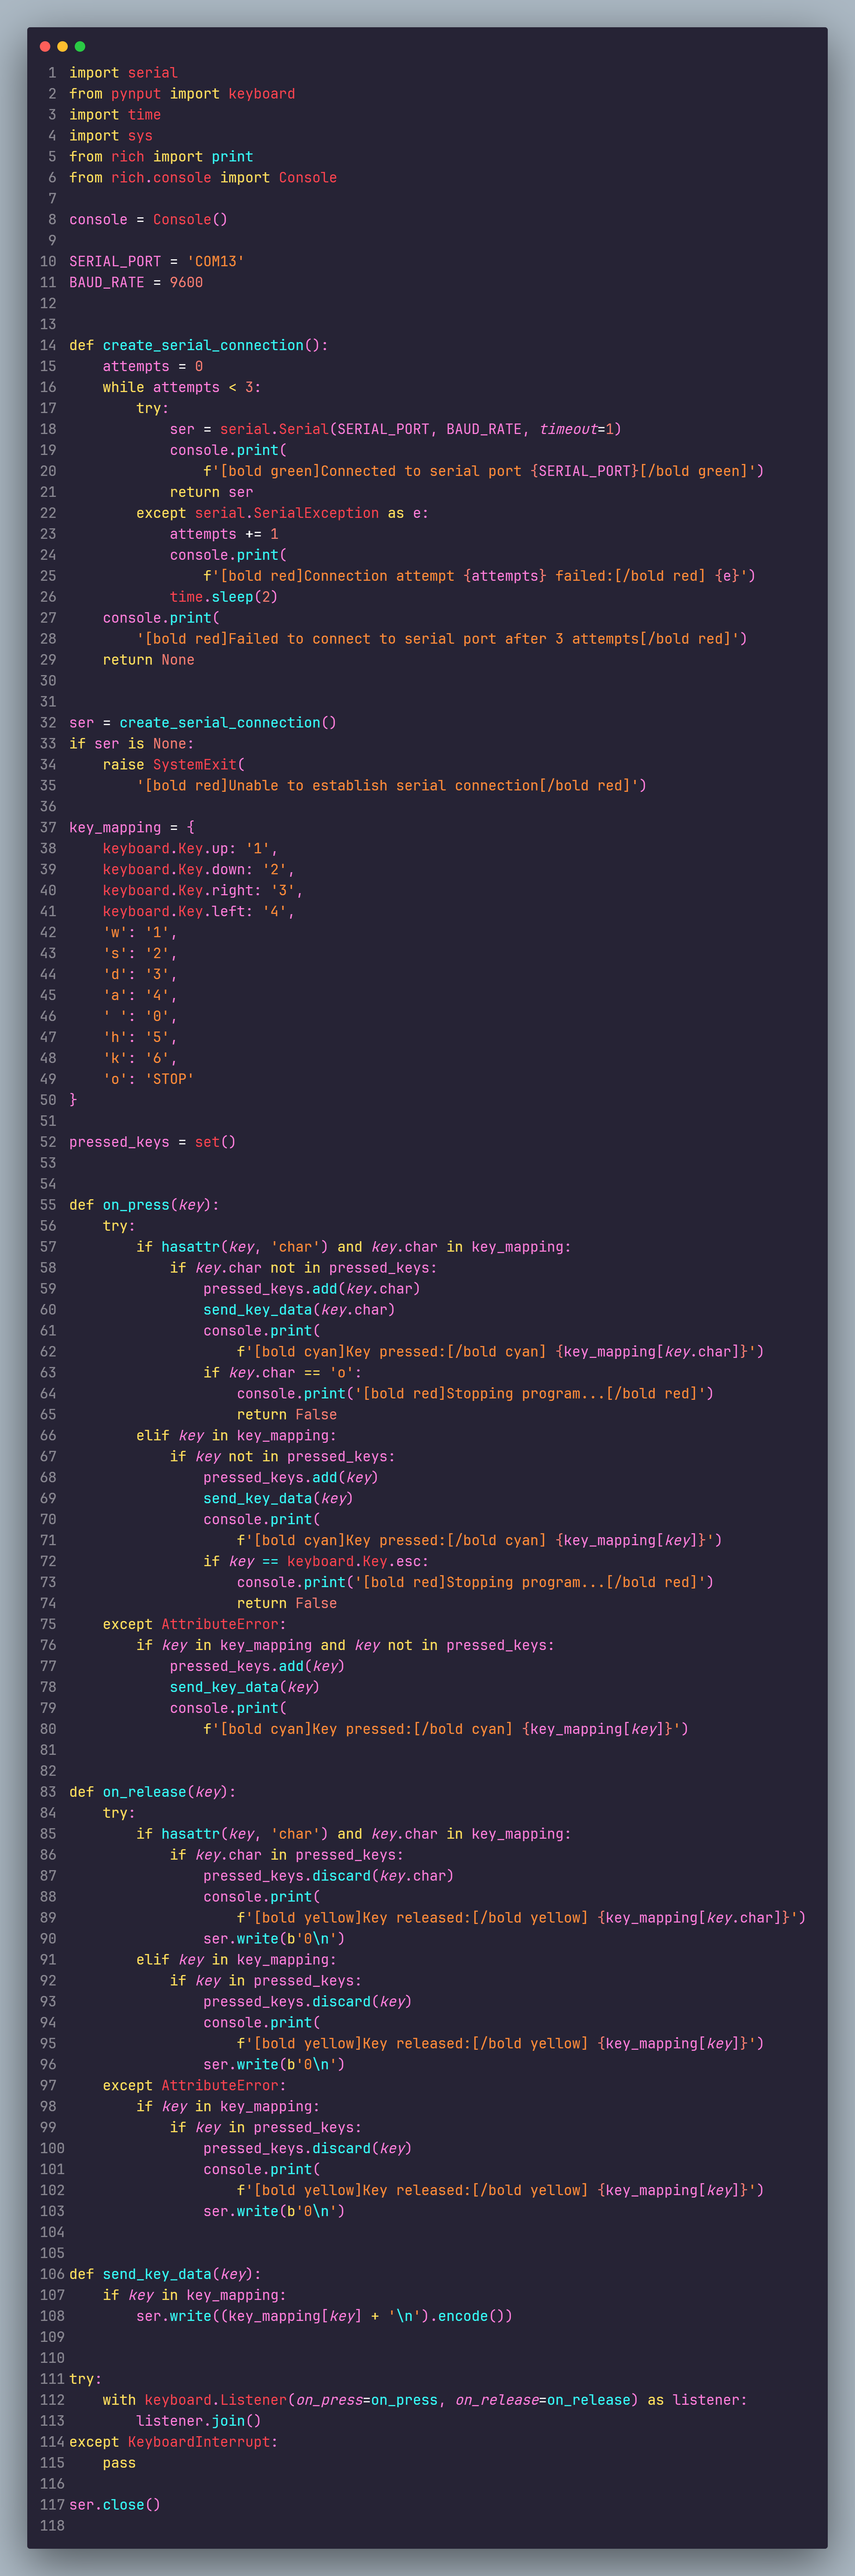 1 import serial
2 from pynput import keyboard
3 import time
4 import sys
5 from rich import print
6 from rich.console import Console
7
8 console = Console()
9
10 SERIAL_PORT = 'COM13'
11 BAUD_RATE = 9600
12
13
14 def create_serial_connection():
15     attempts = 0
16     while attempts < 3:
17         try:
18             ser = serial.Serial(SERIAL_PORT, BAUD_RATE, timeout=1)
19             console.print(
20                 f'[bold green]Connected to serial port {SERIAL_PORT}[/bold green]')
21             return ser
22         except serial.SerialException as e:
23             attempts += 1
24             console.print(
25                 f'[bold red]Connection attempt {attempts} failed:[/bold red] {e}')
26             time.sleep(2)
27     console.print(
28         '[bold red]Failed to connect to serial port after 3 attempts[/bold red]')
29     return None
30
31
32 ser = create_serial_connection()
33 if ser is None:
34     raise SystemExit(
35         '[bold red]Unable to establish serial connection[/bold red]')
36
37 key_mapping = {
38     keyboard.Key.up: '1',
39     keyboard.Key.down: '2',
40     keyboard.Key.right: '3',
41     keyboard.Key.left: '4',
42     'w': '1',
43     's': '2',
44     'd': '3',
45     'a': '4',
46     ' ': '0',
47     'h': '5',
48     'k': '6',
49     'o': 'STOP'
50 }
51
52 pressed_keys = set()
53
54
55 def on_press(key):
56     try:
57         if hasattr(key, 'char') and key.char in key_mapping:
58             if key.char not in pressed_keys:
59                 pressed_keys.add(key.char)
60                 send_key_data(key.char)
61                 console.print(
62                     f'[bold cyan]Key pressed:[/bold cyan] {key_mapping[key.char]}')
63                 if key.char == 'o':
64                     console.print('[bold red]Stopping program...[/bold red]')
65                     return False
66         elif key in key_mapping:
67             if key not in pressed_keys:
68                 pressed_keys.add(key)
69                 send_key_data(key)
70                 console.print(
71                     f'[bold cyan]Key pressed:[/bold cyan] {key_mapping[key]}')
72                 if key == keyboard.Key.esc:
73                     console.print('[bold red]Stopping program...[/bold red]')
74                     return False
75     except AttributeError:
76         if key in key_mapping and key not in pressed_keys:
77             pressed_keys.add(key)
78             send_key_data(key)
79             console.print(
80                 f'[bold cyan]Key pressed:[/bold cyan] {key_mapping[key]}')
81
82
83 def on_release(key):
84     try:
85         if hasattr(key, 'char') and key.char in key_mapping:
86             if key.char in pressed_keys:
87                 pressed_keys.discard(key.char)
88                 console.print(
89                     f'[bold yellow]Key released:[/bold yellow] {key_mapping[key.char]}')
90                 ser.write(b'0\n')
91         elif key in key_mapping:
92             if key in pressed_keys:
93                 pressed_keys.discard(key)
94                 console.print(
95                     f'[bold yellow]Key released:[/bold yellow] {key_mapping[key]}')
96                 ser.write(b'0\n')
97     except AttributeError:
98         if key in key_mapping:
99             if key in pressed_keys:
100                 pressed_keys.discard(key)
101                 console.print(
102                     f'[bold yellow]Key released:[/bold yellow] {key_mapping[key]}')
103                 ser.write(b'0\n')
104
105
106 def send_key_data(key):
107     if key in key_mapping:
108         ser.write((key_mapping[key] + '\n').encode())
109
110
111 try:
112     with keyboard.Listener(on_press=on_press, on_release=on_release) as listener:
113         listener.join()
114 except KeyboardInterrupt:
115     pass
116
117 ser.close()
118